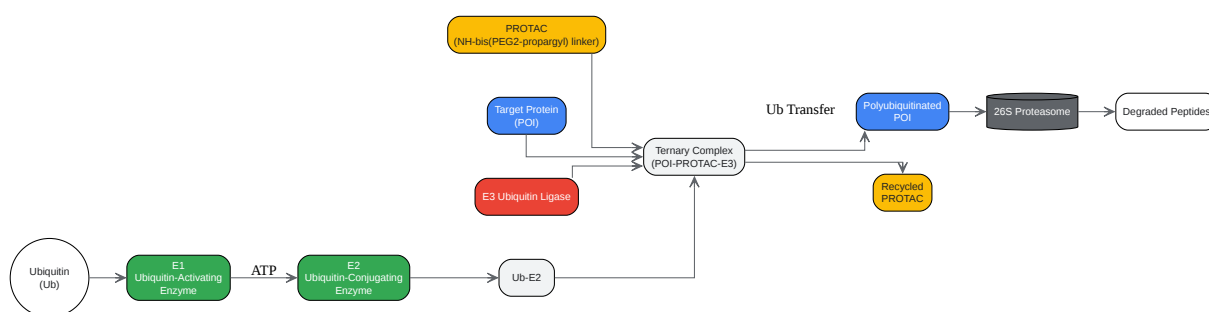 PROTAC
(NH-bis(PEG2-propargyl) linker)
Target Protein
(POI)
E3 Ubiquitin Ligase
Ternary Complex
(POI-PROTAC-E3)
Ub Transfer
Polyubiquitinated
POI
26S Proteasome
Degraded Peptides
Recycled
PROTAC
Ubiquitin
(Ub)
E1
Ubiquitin-Activating
Enzyme
ATP
E2
Ubiquitin-Conjugating
Enzyme
Ub-E2